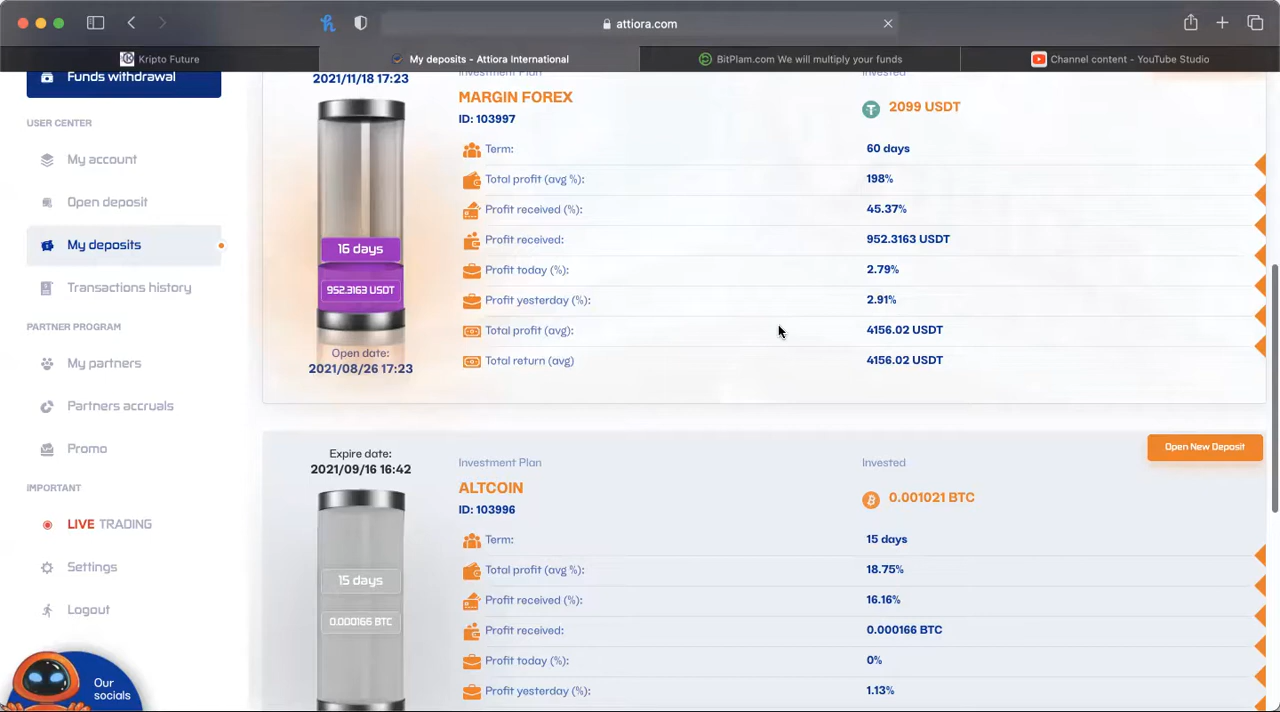 attiora.com
Kripto Future
My deposits - Attiora International
BitPlam.com We will multiply your funds
Channel content - YouTube Studio
Funds withdrawal
USER CENTER
My account
Open deposit
My deposits
Transactions history
PARTNER PROGRAM
My partners
Partners accruals
Promo
IMPORTANT
LIVE TRADING
Settings
Logout
Our
socials
2021/11/18 17:23
16 days
952.3163 USDT
Open date:
2021/08/26 17:23
Investment Plan
Invested
MARGIN FOREX
2099 USDT
ID: 103997
Term: 60 days
Total profit (avg %): 198%
Profit received (%): 45.37%
Profit received: 952.3163 USDT
Profit today (%): 2.79%
Profit yesterday (%): 2.91%
Total profit (avg): 4156.02 USDT
Total return (avg) 4156.02 USDT
Open New Deposit
Expire date:
2021/09/16 16:42
15 days
0.000166 BTC
Investment Plan
Invested
ALTCOIN
0.001021 BTC
ID: 103996
Term: 15 days
Total profit (avg %): 18.75%
Profit received (%): 16.16%
Profit received: 0.000166 BTC
Profit today (%): 0%
Profit yesterday (%): 1.13%